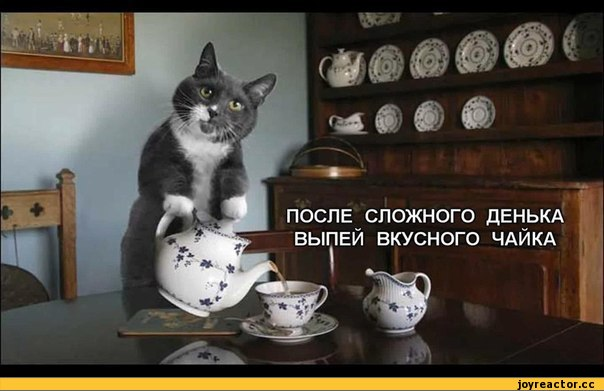 ПОСЛЕ СЛОЖНОГО ДЕНЬКА
ВЫПЕЙ ВКУСНОГО ЧАЙКА
joyreactor.cc